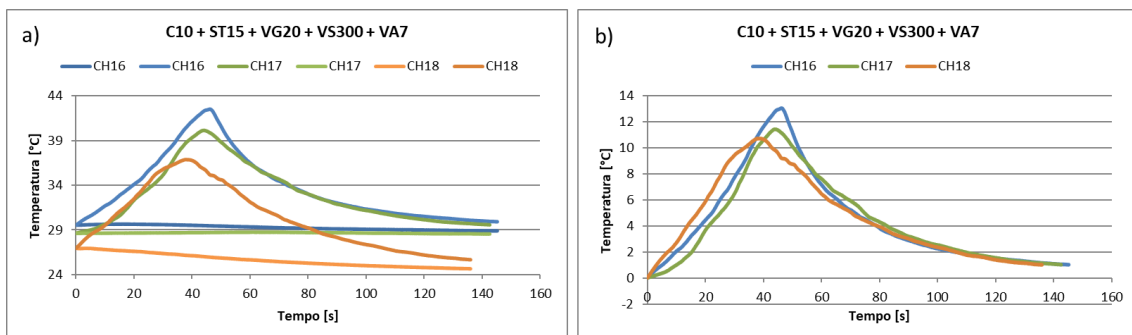 a)
C10 + ST15 + VG20 + VS300 + VA7
CH16 CH16 CH17 CH17 CH18 CH18
Temperatura [°C]
44
39
34
29
24
0 20 40 60 80 100 120 140 160
Tempo [s]
b)
C10 + ST15 + VG20 + VS300 + VA7
CH16 CH17 CH18
Temperatura [°C]
14
12
10
8
6
4
2
0
-2
0 20 40 60 80 100 120 140 160
Tempo [s]